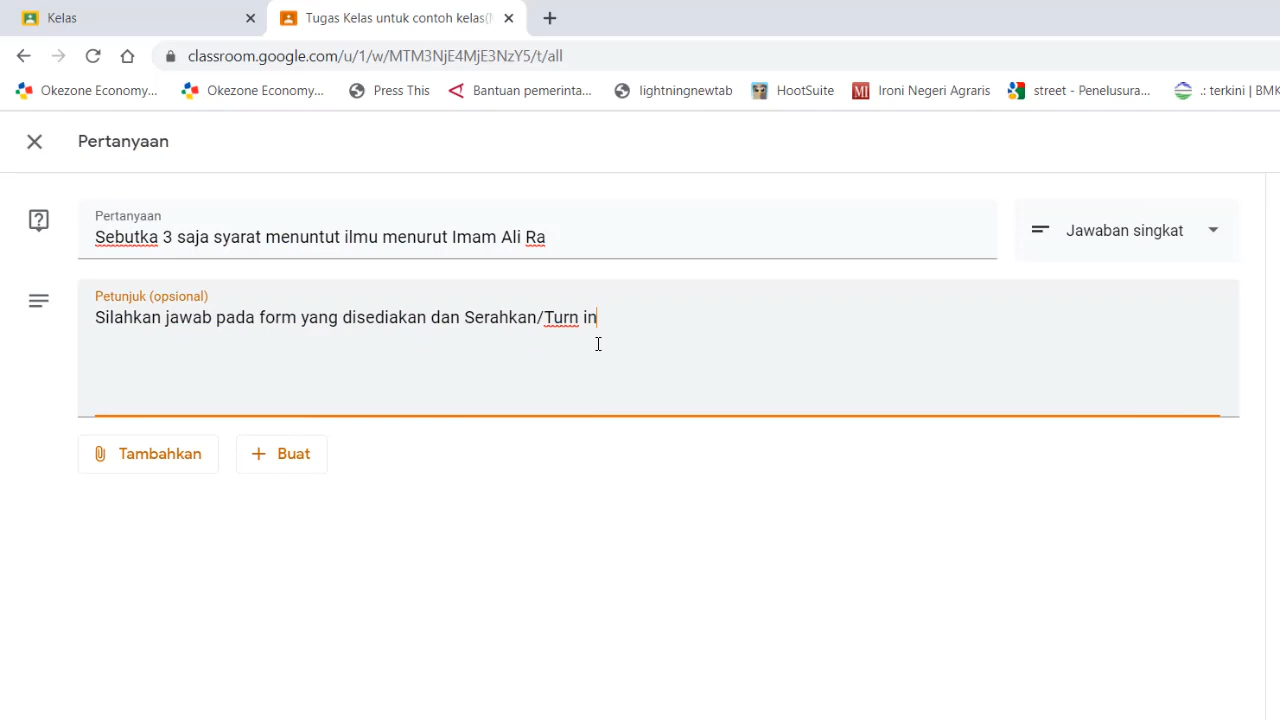 Kelas
Tugas Kelas untuk contoh kelas(
classroom.google.com/u/1/w/MTM3NjE4MjE3NzY5/t/all
Okezone Economy... Okezone Economy... Press This Bentuan pemerinta... lightningnewtab HootSuite MI Ironi Negeri Agraris street - Penelusura... .: terkini | BMK
Pertanyaan
Pertanyaan
Sebutka 3 saja syarat menuntut ilmu menurut Imam Ali Ra
Jawaban singkat
Petunjuk (opsional)
Silahkan jawab pada form yang disediakan dan Serahkan/Turn in
Tambahkan
Buat